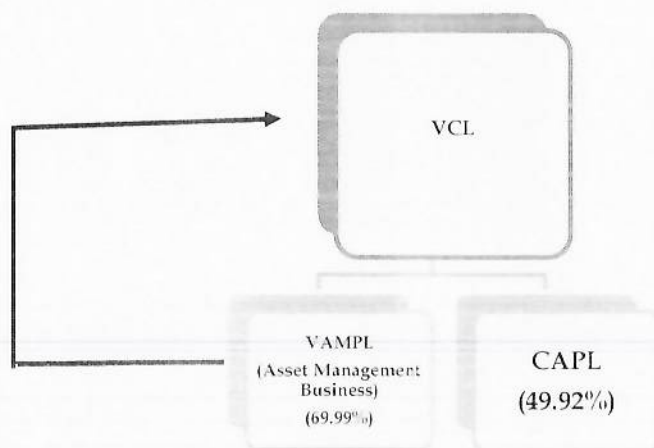 VCL
VAMPL
(Asset Management
Business)
(69.99%)
CAPL
(49.92%)